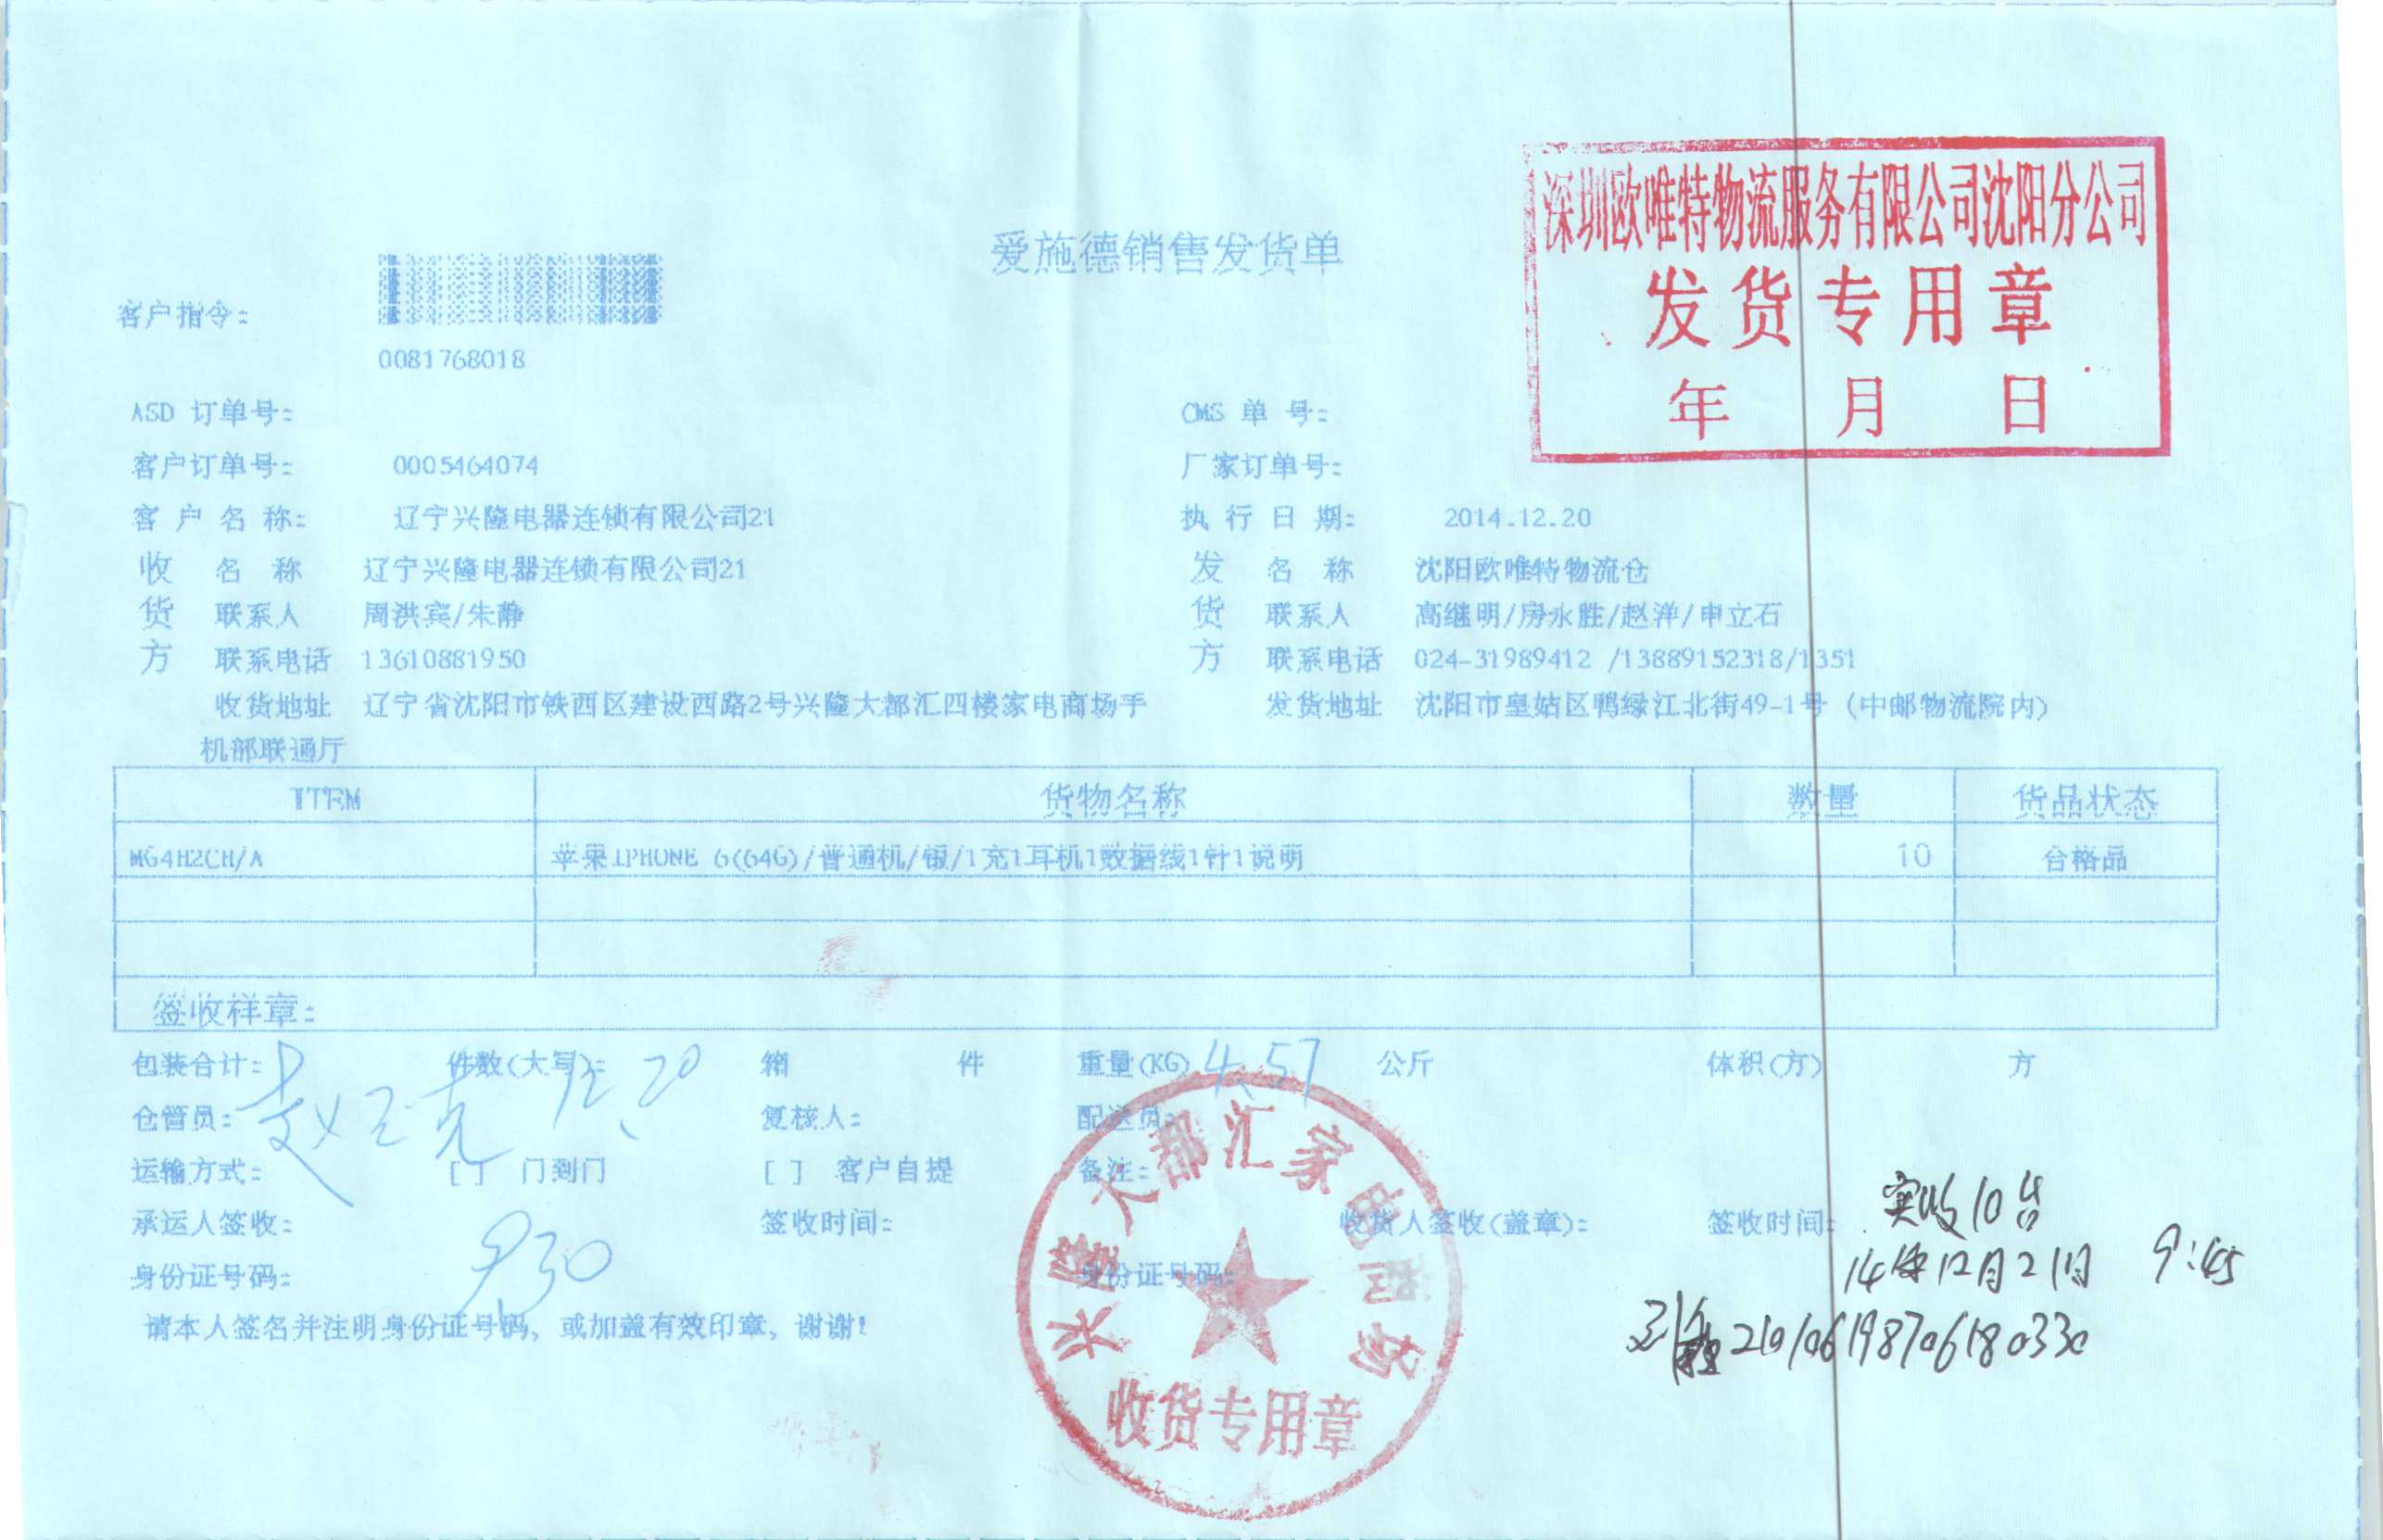 深圳欧唯特物流服务有限公司沈阳分公司
发货专用章
年 月 日
爱施德销售发货单
客户指令:
0081768018
ASD 订单号: CMS 单 号:
客户订单号: 0005464074 厂家订单号:
客 户 名 称: 辽宁兴隆电器连锁有限公司21 执 行 日 期: 2014.12.20
收 名 称 辽宁兴隆电器连锁有限公司21 发 名 称 沈阳欧唯特物流仓
货 联系人 周洪宾/朱静 货 联系人 高继明/房永胜/赵洋/申立石
方 联系电话 13610881950 方 联系电话 024-31989412 /13889152318/1351
收货地址 辽宁省沈阳市铁西区建设西路2号兴隆大都汇四楼家电商场手 发货地址 沈阳市皇姑区鸭绿江北街49-1号 (中邮物流院内)
机部联通厅
ITEM 货物名称 数量 货品状态
MG4H2CH/A 苹果IPHONE 6(64G)/普通机/银/1充1耳机1数据线1针1说明 10 合格品
签收样章:
包装合计: 件数(大写): 箱 件 重量(KG) 4.57 公斤 体积(方) 方
仓管员: 12.20 复核人: 配送员:
运输方式: [ ] 门到门 [ ] 客户自提 备注:
承运人签收: 签收时间: 收货人签收(盖章): 签收时间: 实收10台
身份证号码: 930 身份证号码: 14年12月21日 9:45
请本人签名并注明身份证号码, 或加盖有效印章, 谢谢! 210106198706180330
兴隆大都汇家电商场
收货专用章